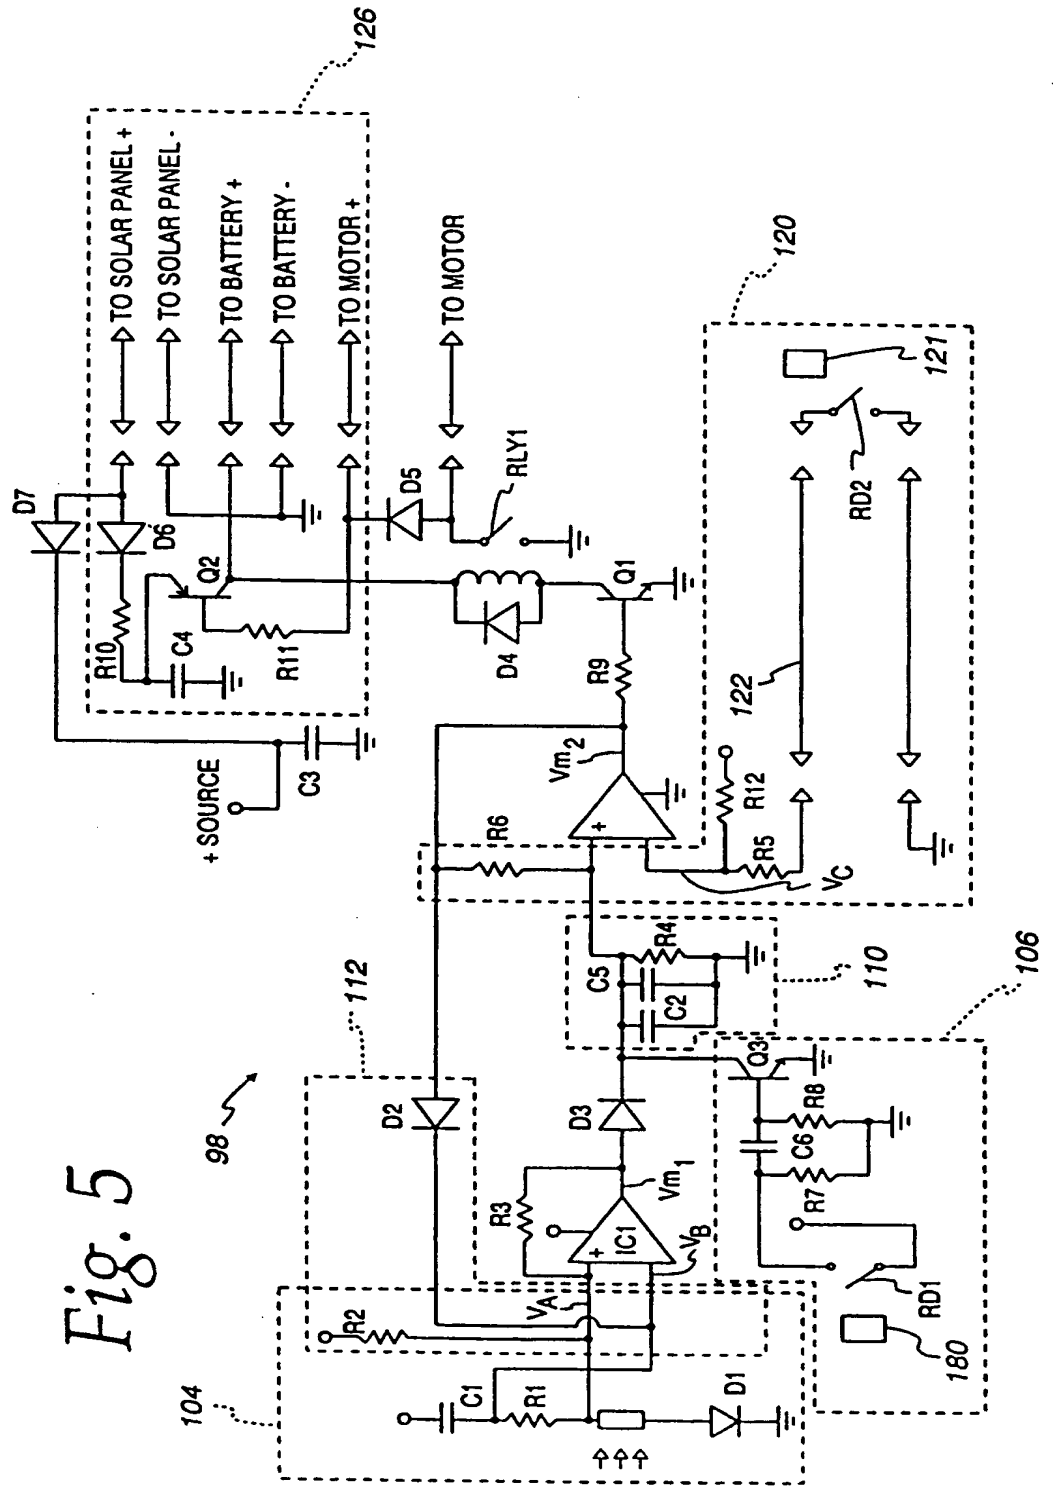 Fig. 5
98
126
D7
TO SOLAR PANEL +
TO SOLAR PANEL -
TO BATTERY +
TO BATTERY -
TO MOTOR +
TO MOTOR
D6
R10
C4
Q2
R11
D5
RLY1
+ SOURCE
C3
D4
Q1
R9
Vm2
112
D2
R6
+
R12
R5
VC
120
122
RD2
121
104
R2
C1
R1
D1
VA
R3
+
IC1
VB
Vm1
D3
C5
C2
R4
110
106
Q3
R8
C6
R7
RD1
180